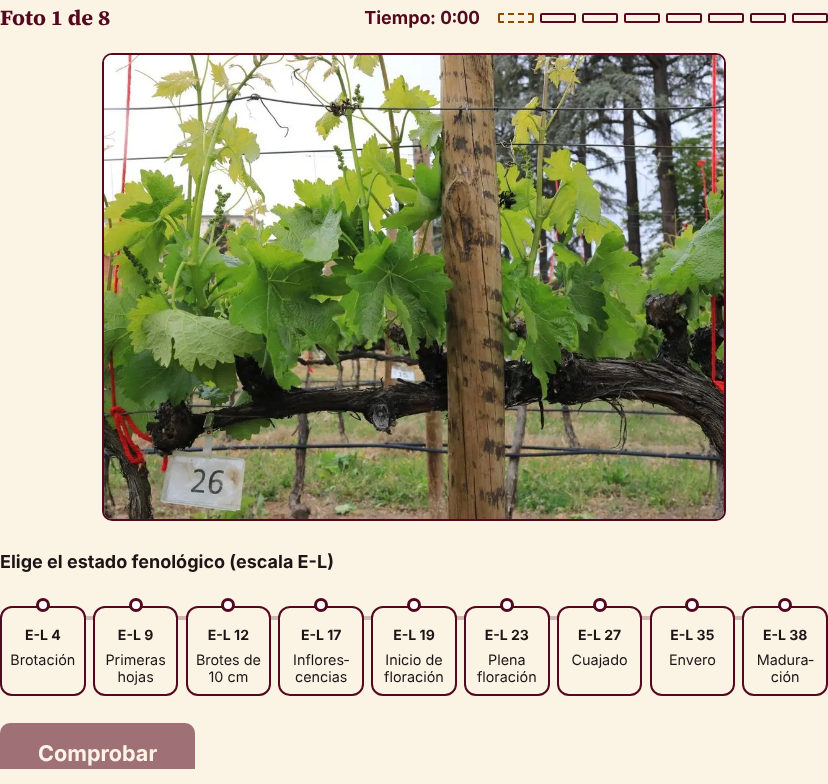 Foto 1 de 8
Tiempo: 0:00
26
Elige el estado fenológico (escala E-L)
E-L 4
Brotación
E-L 9
Primeras
hojas
E-L 12
Brotes de
10 cm
E-L 17
Inflores-
cencias
E-L 19
Inicio de
floración
E-L 23
Plena
floración
E-L 27
Cuajado
E-L 35
Envero
E-L 38
Madura-
ción
Comprobar